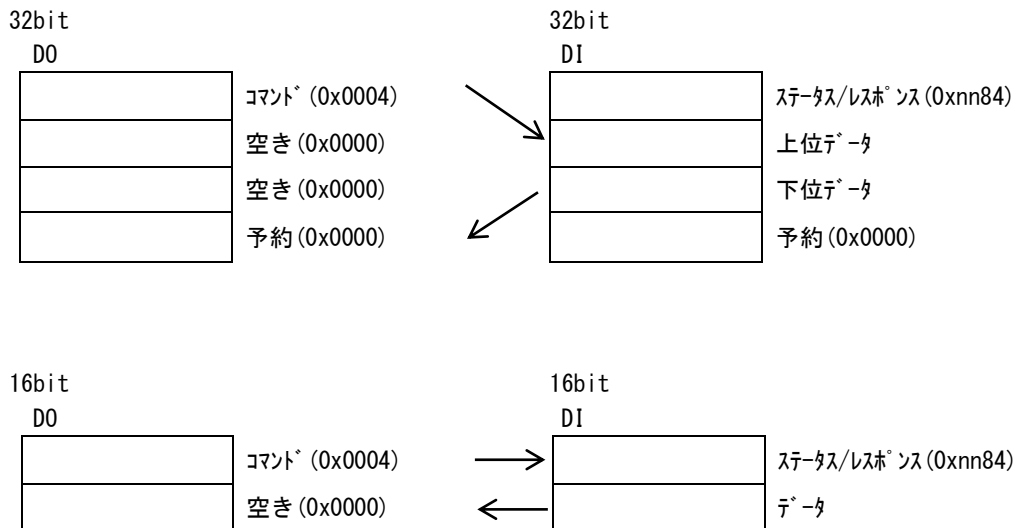 32bit
DO
ｺﾏﾝﾄﾞ(0x0004)
空き(0x0000)
空き(0x0000)
予約(0x0000)
32bit
DI
ｽﾃｰﾀｽ/ﾚｽﾎﾟﾝｽ(0xnn84)
上位ﾃﾞｰﾀ
下位ﾃﾞｰﾀ
予約(0x0000)
16bit
DO
ｺﾏﾝﾄﾞ(0x0004)
空き(0x0000)
16bit
DI
ｽﾃｰﾀｽ/ﾚｽﾎﾟﾝｽ(0xnn84)
ﾃﾞｰﾀ